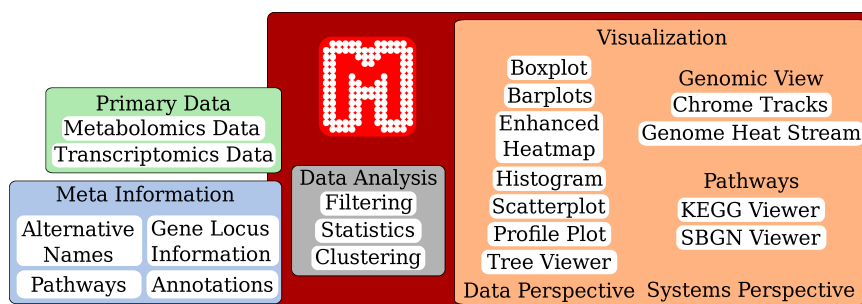 Primary Data
Metabolomics Data
Transcriptomics Data
Meta Information
Alternative
Names
Gene Locus
Information
Pathways
Annotations
M
Data Analysis
Filtering
Statistics
Clustering
Visualization
Boxplot
Barplots
Enhanced
Heatmap
Histogram
Scatterplot
Profile Plot
Tree Viewer
Data Perspective
Genomic View
Chrome Tracks
Genome Heat Stream
Pathways
KEGG Viewer
SBGN Viewer
Systems Perspective